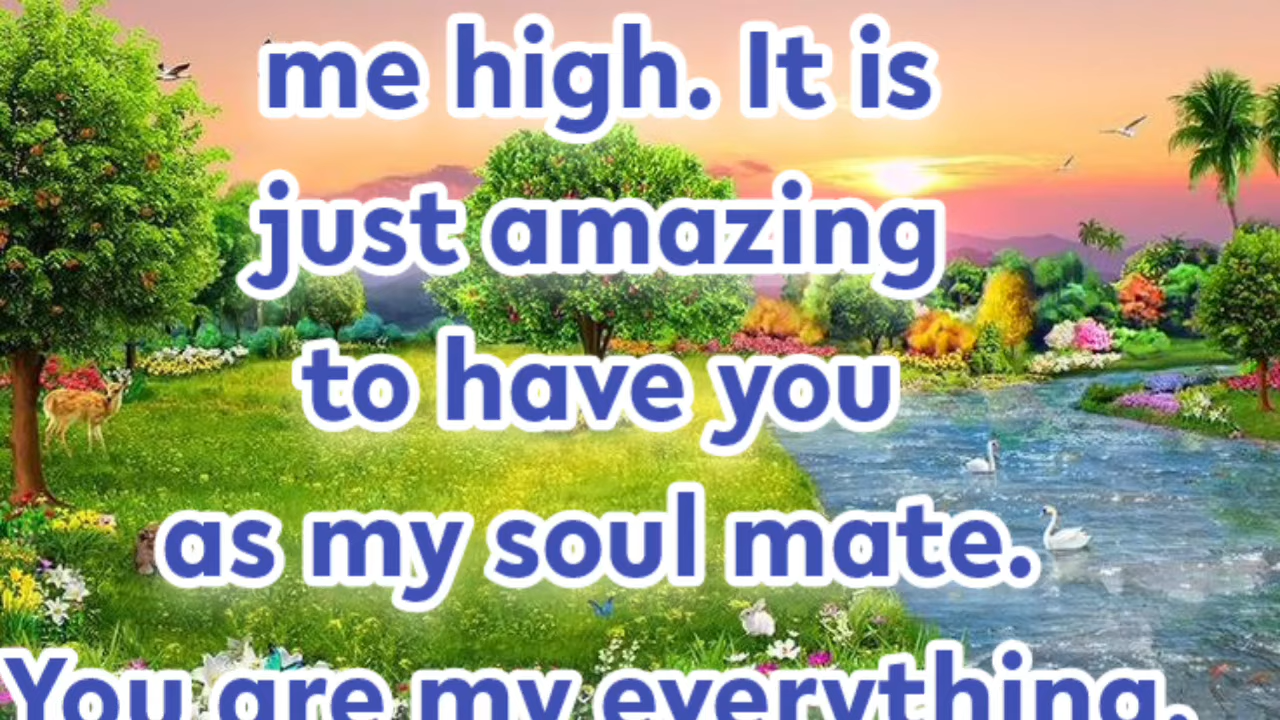 me high. It is
just amazing
to have you
as my soul mate.
You are my everything.